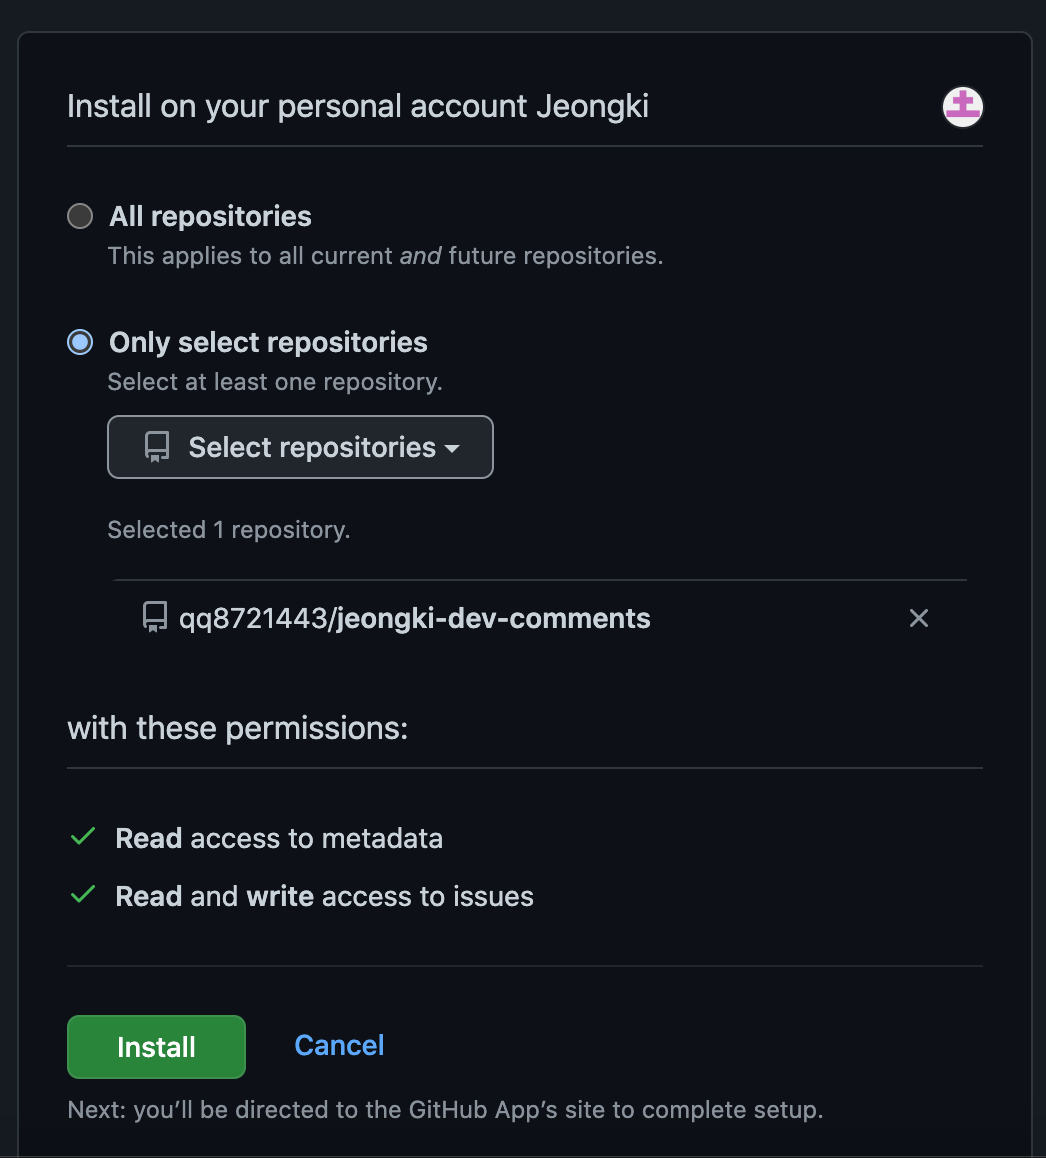 Install on your personal account Jeongki
All repositories
This applies to all current and future repositories.
Only select repositories
Select at least one repository.
Select repositories
Selected 1 repository.
qq8721443/jeongki-dev-comments
with these permissions:
Read access to metadata
Read and write access to issues
Install Cancel
Next: you’ll be directed to the GitHub App’s site to complete setup.